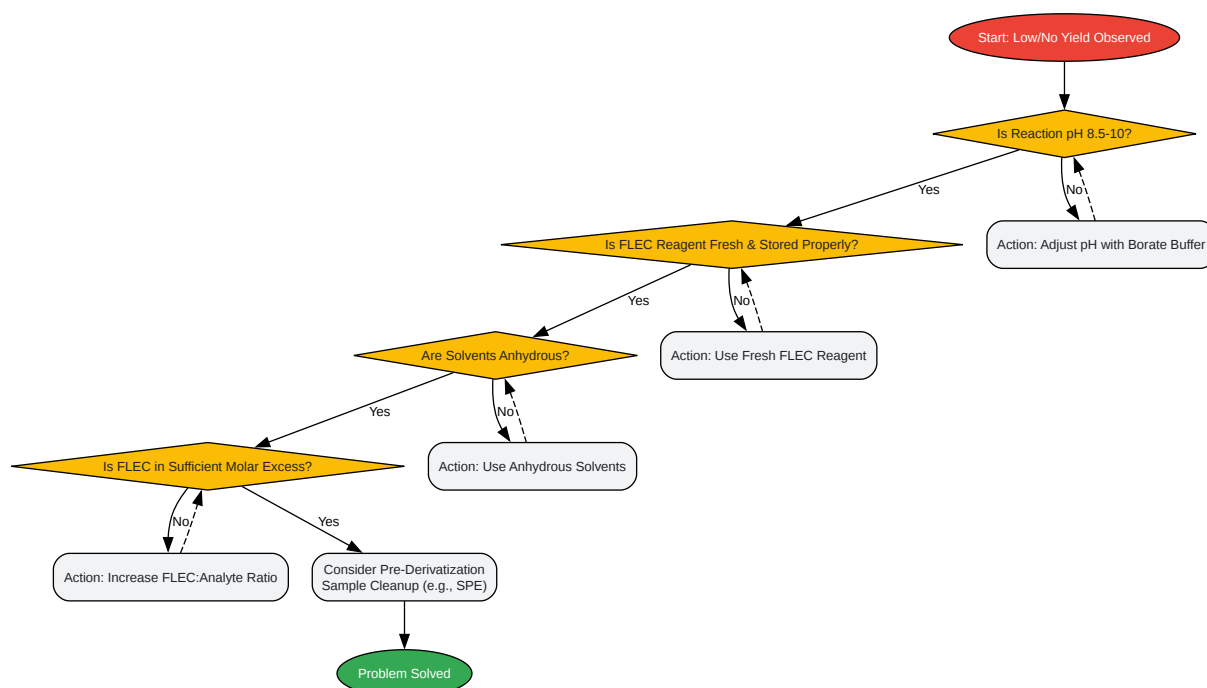 Start: Low/No Yield Observed
Is Reaction pH 8.5-10?
Yes
No
Is FLEC Reagent Fresh & Stored Properly?
Action: Adjust pH with Borate Buffer
Yes
No
Are Solvents Anhydrous?
Action: Use Fresh FLEC Reagent
Yes
No
Is FLEC in Sufficient Molar Excess?
Action: Use Anhydrous Solvents
No
Yes
Action: Increase FLEC:Analyte Ratio
Consider Pre-Derivatization
Sample Cleanup (e.g., SPE)
Problem Solved